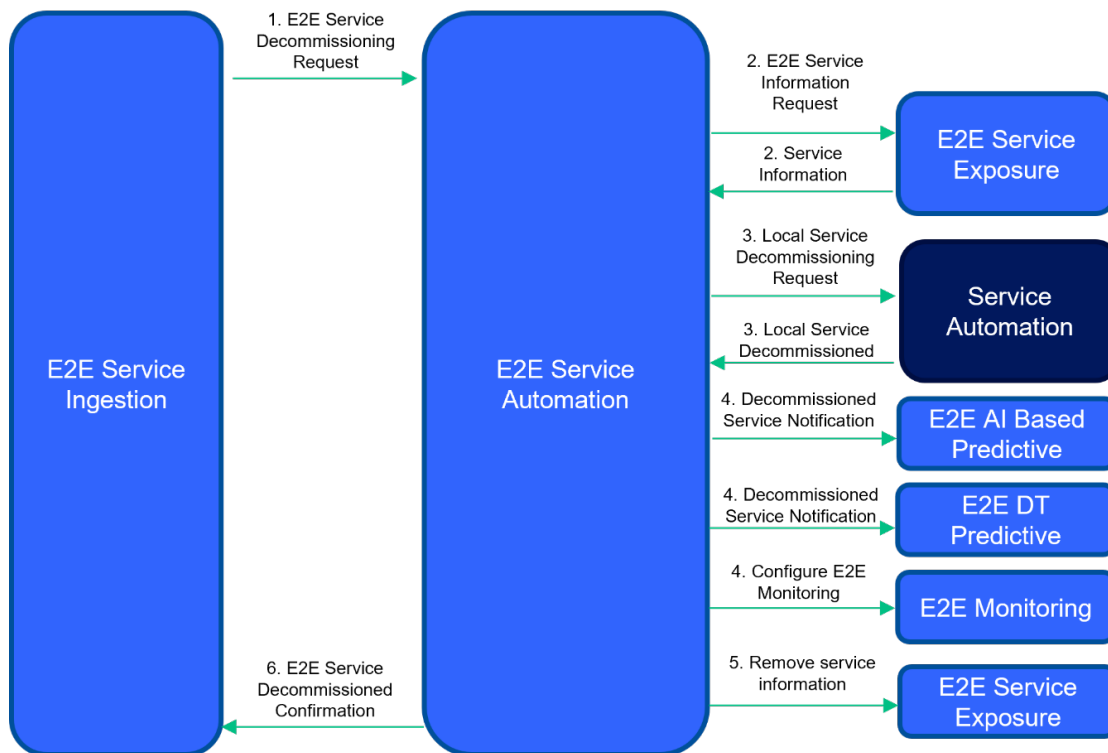 1. E2E Service
Decommissioning
Request
2. E2E Service
Information
Request
E2E Service
Exposure
2. Service
Information
3. Local Service
Decommissioning
Request
Service
Automation
3. Local Service
Decommissioned
E2E Service
Ingestion
E2E Service
Automation
4. Decommissioned
Service Notification
E2E AI Based
Predictive
4. Decommissioned
Service Notification
E2E DT
Predictive
4. Configure E2E
Monitoring
E2E Monitoring
5. Remove service
information
E2E Service
Exposure
6. E2E Service
Decommissioned
Confirmation